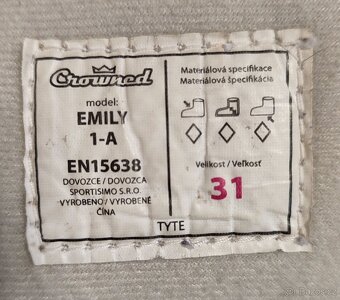 Crowned
model:
EMILY
1-A
EN15638
DOVOZCE / DOVOZCA
SPORTISIMO S.R.O.
VYROBENO / VYROBENÉ
ČÍNA
Materiálová specifikace
Materiálová špecifikácia
Velikost / Veľkosť
31
TYTE